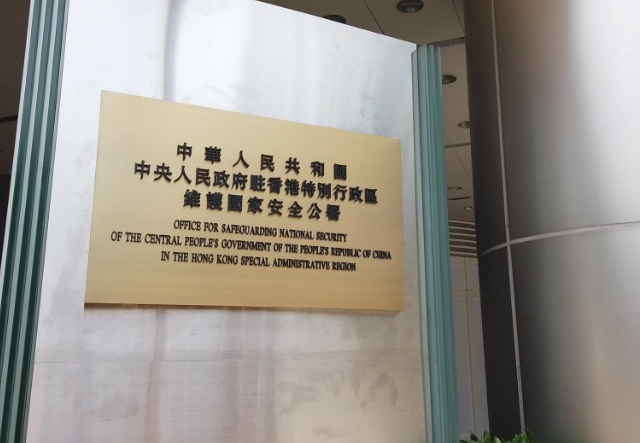 中華人民共和國
中央人民政府駐香港特別行政區
維護國家安全公署
OFFICE FOR SAFEGUARDING NATIONAL SECURITY
OF THE CENTRAL PEOPLE'S GOVERNMENT OF THE PEOPLE'S REPUBLIC OF CHINA
IN THE HONG KONG SPECIAL ADMINISTRATIVE REGION